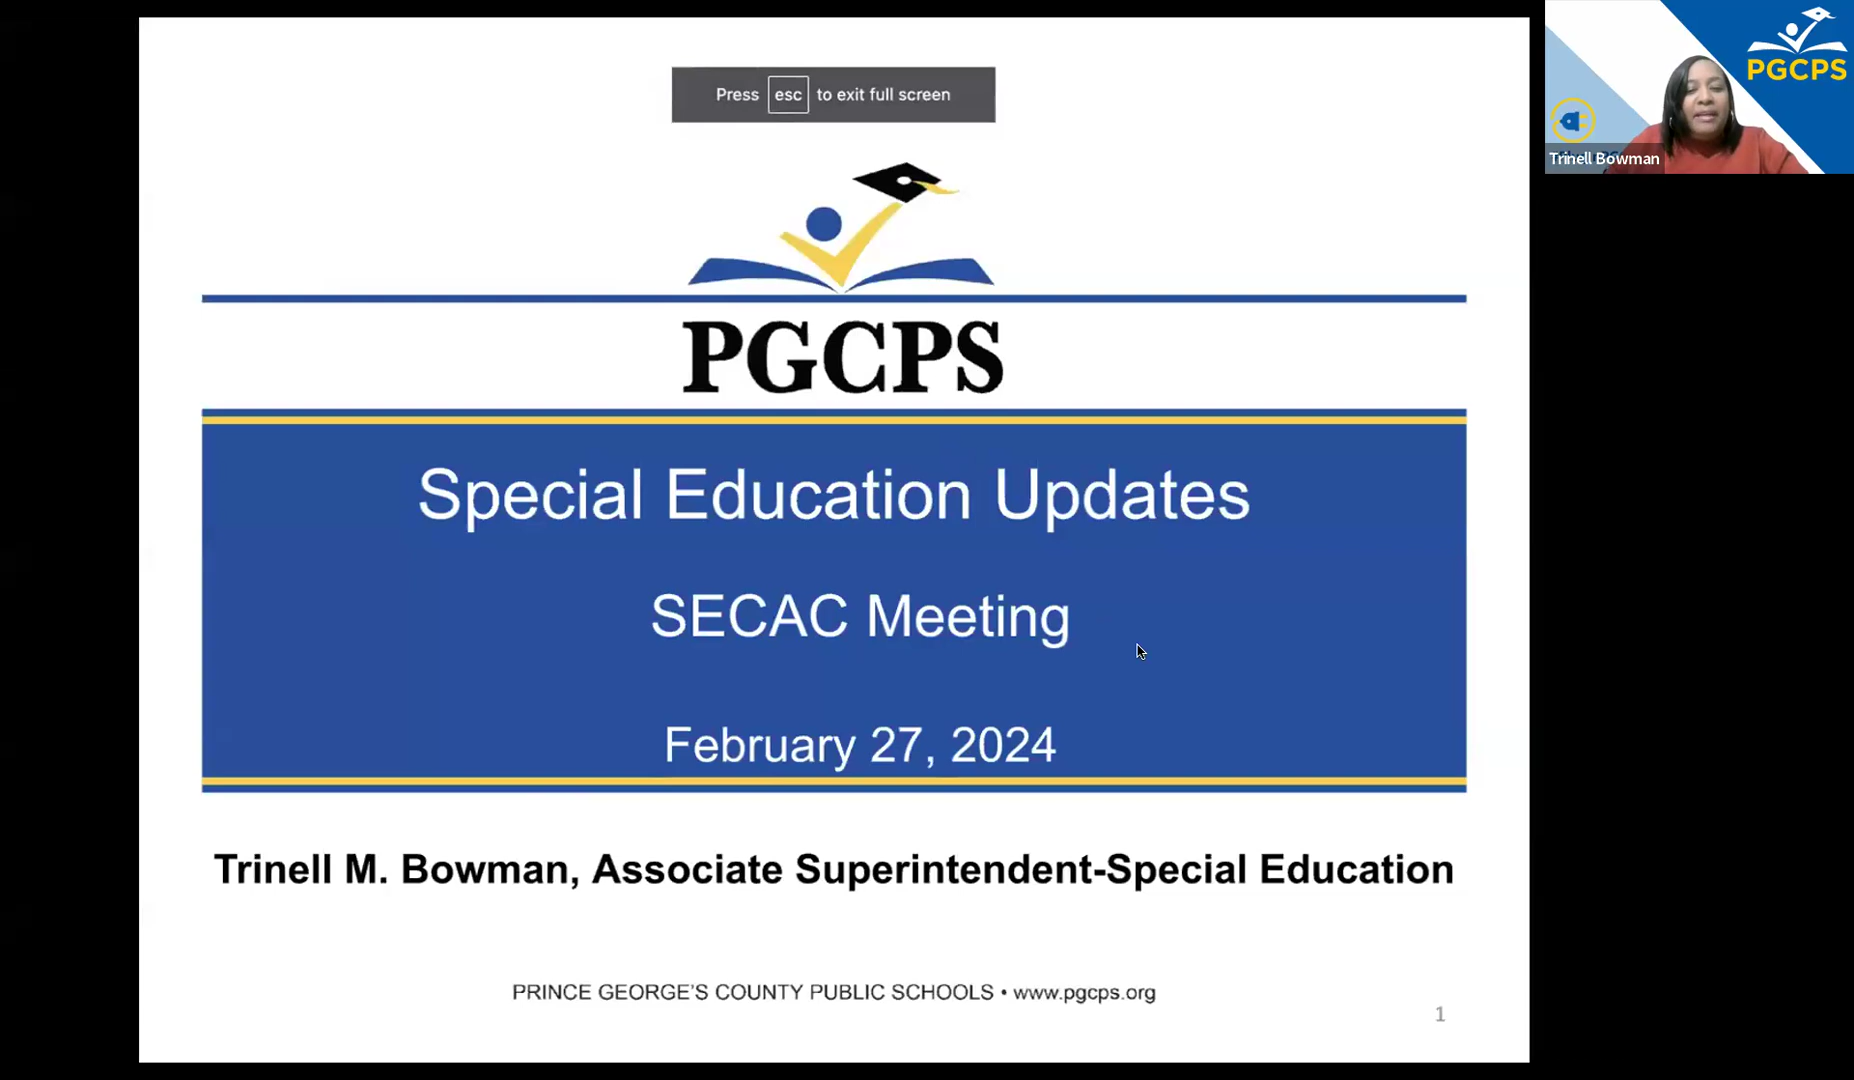 Press esc to exit full screen
PGCPS
Trinell Bowman
PGCPS
Special Education Updates
SECAC Meeting
February 27, 2024
Trinell M. Bowman, Associate Superintendent-Special Education
PRINCE GEORGE'S COUNTY PUBLIC SCHOOLS • www.pgcps.org
1